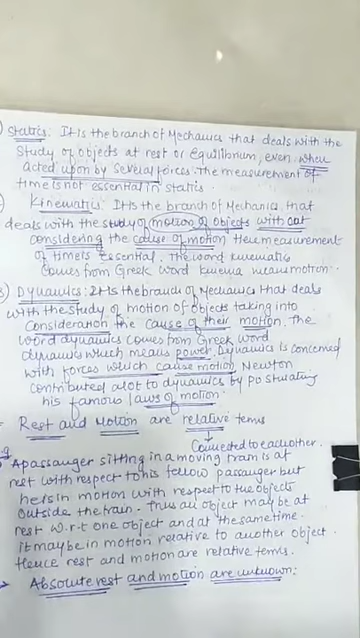 ) Statics: It Is the branch of Mechanics that deals with the
study of objects at rest or Equilibrium, even when
acted upon by several forces. The measurement of
time is not essential in statics.
) Kinematics: It Is the branch of Mechanics that
deals with the study of motion of objects with out
considering the cause of motion Here measurement
of time is essential. The word kinematics
comes from Greek word kinema means motion.
3) Dynamics: It Is the branch of Mechanics that deals
with the study of motion of objects taking into
consideration the cause of their motion. The
word dynamics comes from Greek word
dynamis which means power. Dynamics is concerned
with forces which cause motion Newton
contributed alot to dynamics by postulating
his famous laws of motion.
Rest and Motion are relative terms
Connected to each other.
A passanger sitting in a moving train is at
rest with respect to his fellow passanger but
he is in motion with respect to the objects
outside the train. Thus an object may be at
rest w.r.t one object and at the same time.
it may be in motion relative to another object.
Hence rest and motion are relative terms.
Absolute rest and motion are unknown: